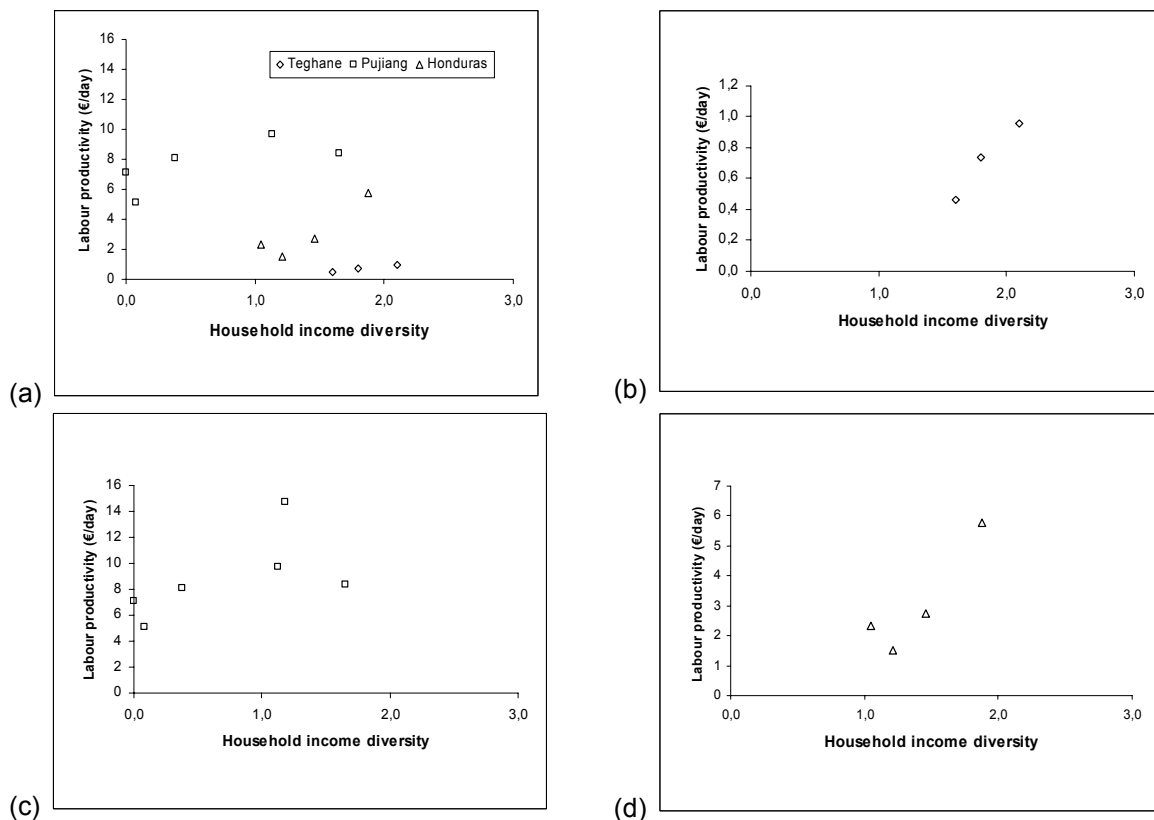 16
14
12
10
8
6
4
2
0
0,0 1,0 2,0 3,0
Labour productivity (€/day)
Household income diversity
Teghane Pujiang Honduras
(a)
1,2
1,0
0,8
0,6
0,4
0,2
0,0
0,0 1,0 2,0 3,0
Labour productivity (€/day)
Household income diversity
(b)
16
14
12
10
8
6
4
2
0
0,0 1,0 2,0 3,0
Labour productivity (€/day)
Household income diversity
(c)
7
6
5
4
3
2
1
0
0,0 1,0 2,0 3,0
Labour productivity (€/day)
Household income diversity
(d)